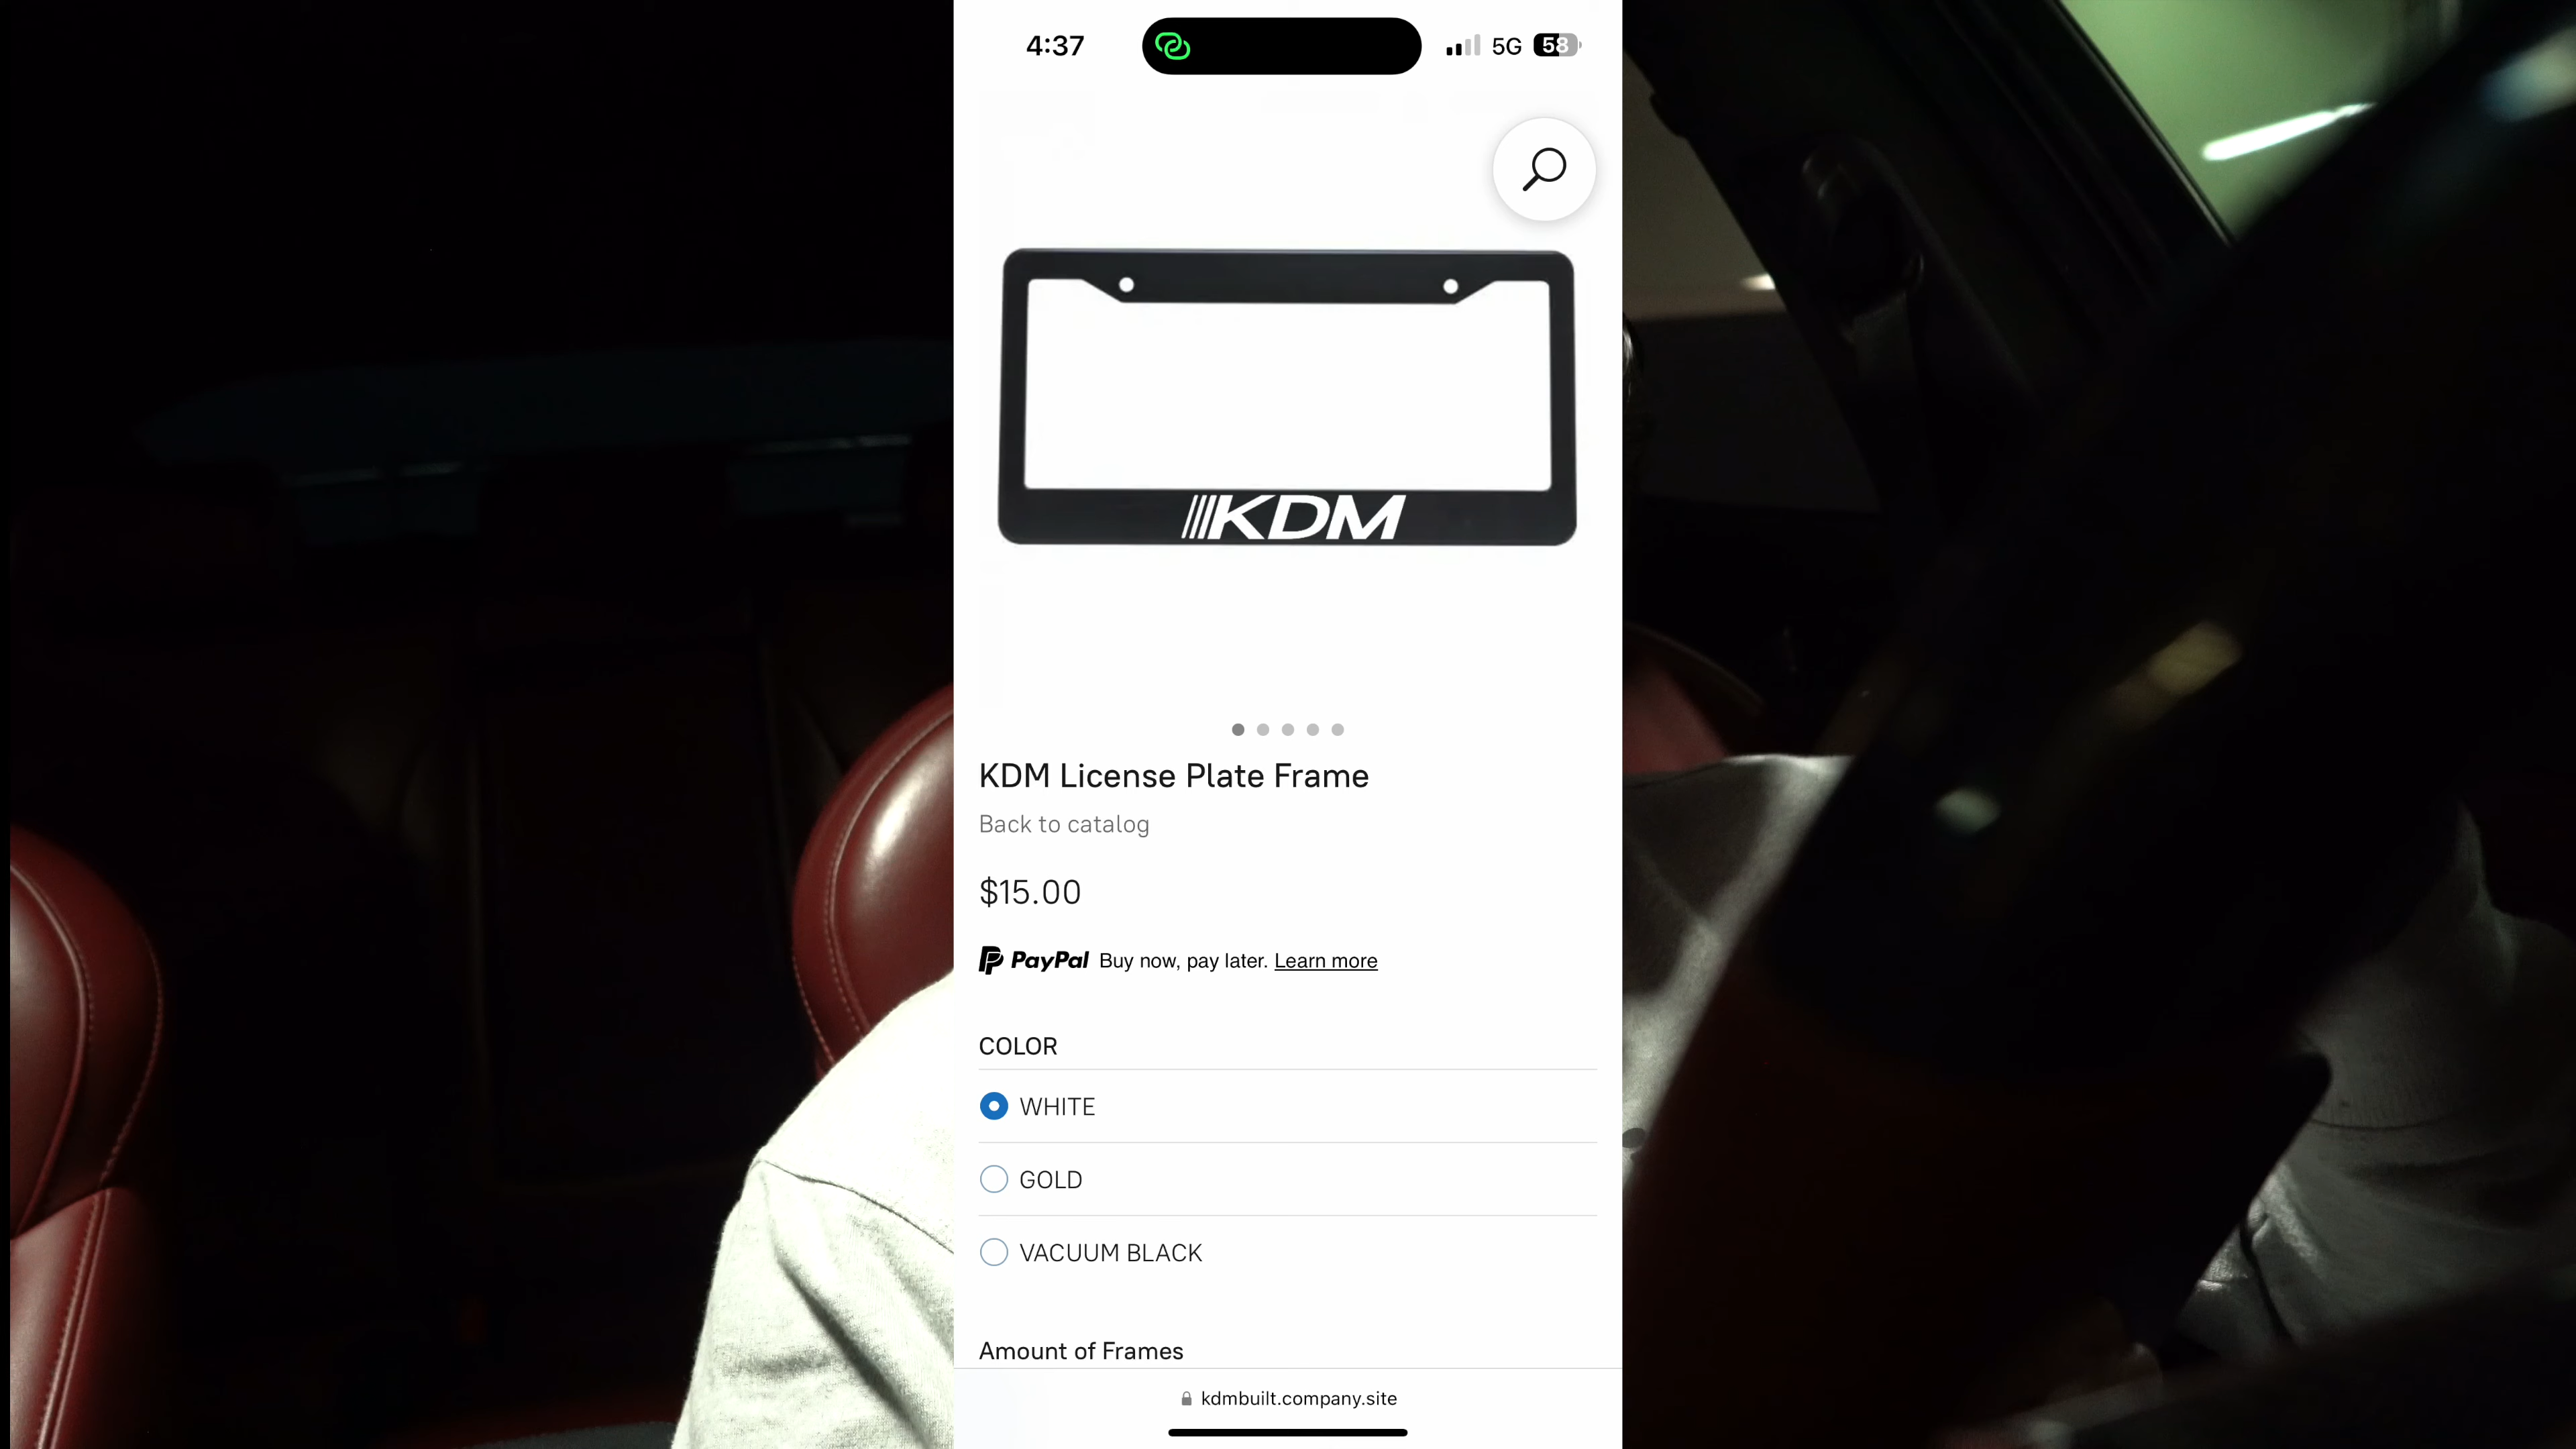 4:37
5G
58
KDM
KDM License Plate Frame
Back to catalog
$15.00
PayPal Buy now, pay later. Learn more
COLOR
WHITE
GOLD
VACUUM BLACK
Amount of Frames
kdmbuilt.company.site